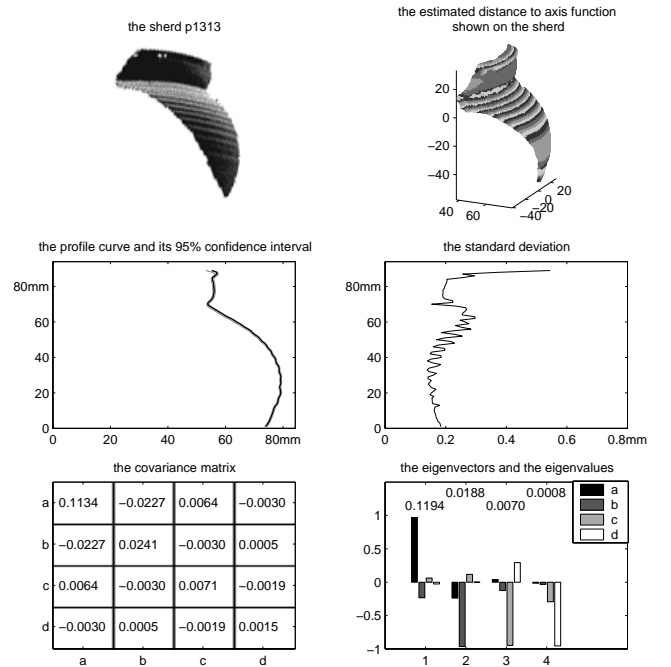 the sherd p1313
the estimated distance to axis function
shown on the sherd
20
0
−20
−40
40
60
−40
−20
0
20
the profile curve and its 95% confidence interval
80mm
60
40
20
0
0
20
40
60
80mm
the standard deviation
80mm
60
40
20
0
0
0.2
0.4
0.6
0.8mm
the covariance matrix
a
0.1134
−0.0227
0.0064
−0.0030
b
−0.0227
0.0241
−0.0030
0.0005
c
0.0064
−0.0030
0.0071
−0.0019
d
−0.0030
0.0005
−0.0019
0.0015
a
b
c
d
the eigenvectors and the eigenvalues
0.1194
0.0188
0.0070
0.0008
a
b
c
d
1
0.5
0
−0.5
−1
1
2
3
4